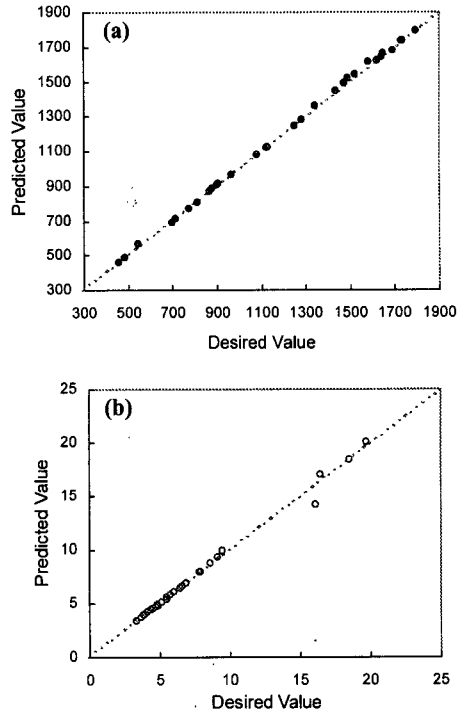 (a)
1900
1700
1500
1300
1100
900
700
500
300
Predicted Value
300 500 700 900 1100 1300 1500 1700 1900
Desired Value
(b)
25
20
15
10
5
0
Predicted Value
0 5 10 15 20 25
Desired Value